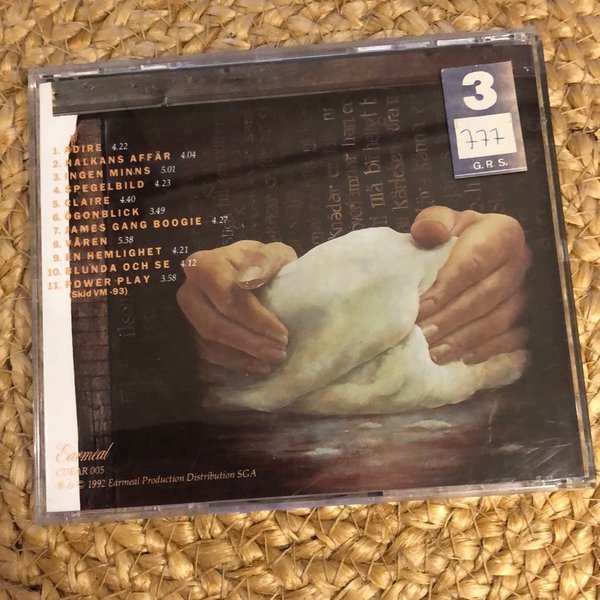 3
777
G.R.S.
1. ADIRE 4.22
2. HALKANS AFFÄR 4.04
3. INGEN MINNS 5.01
4. SPEGELBILD 4.23
5. CLAIRE 4.40
6. ÖGONBLICK 3.49
7. JAMES GANG BOOGIE 4.27
8. VÅREN 5.38
9. EN HEMLIGHET 4.21
10. BLUNDA OCH SE 4.12
11. POWER PLAY 3.58
(Skid VM -93)
Earmeal
CDEAR 005
℗ & © 1992 Earmeal Production Distribution SGA